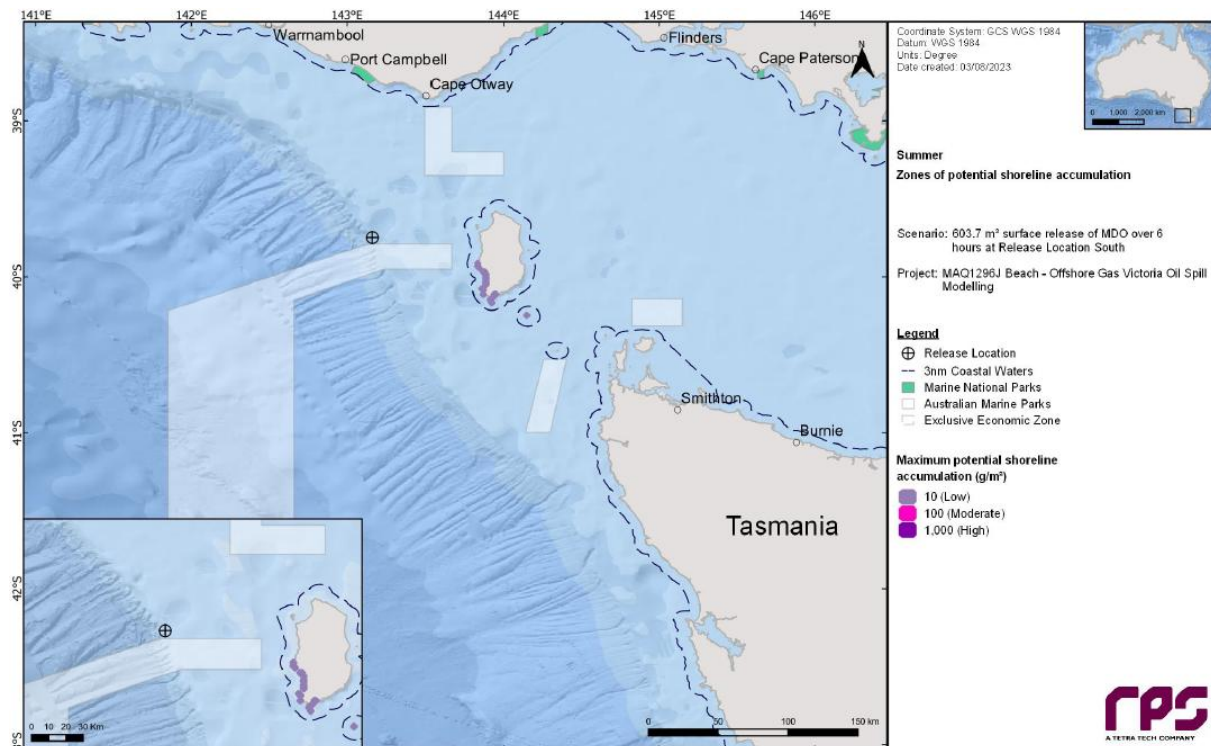 141°E
142°E
143°E
144°E
145°E
146°E
39°S
40°S
41°S
42°S
Warrnambool
Port Campbell
Cape Otway
Flinders
Cape Paterson
N
Smithton
Burnie
Tasmania
0 10 20 30 Km
0 50 100 150 km
Coordinate System: GCS WGS 1984
Datum: WGS 1984
Units: Degree
Date created: 03/08/2023
0 1,000 2,000 km
Summer
Zones of potential shoreline accumulation
Scenario: 603.7 m³ surface release of MDO over 6
hours at Release Location South
Project: MAQ1296J Beach - Offshore Gas Victoria Oil Spill
Modelling
Legend
Release Location
3nm Coastal Waters
Marine National Parks
Australian Marine Parks
Exclusive Economic Zone
Maximum potential shoreline
accumulation (g/m²)
10 (Low)
100 (Moderate)
1,000 (High)
rps
A TETRA TECH COMPANY